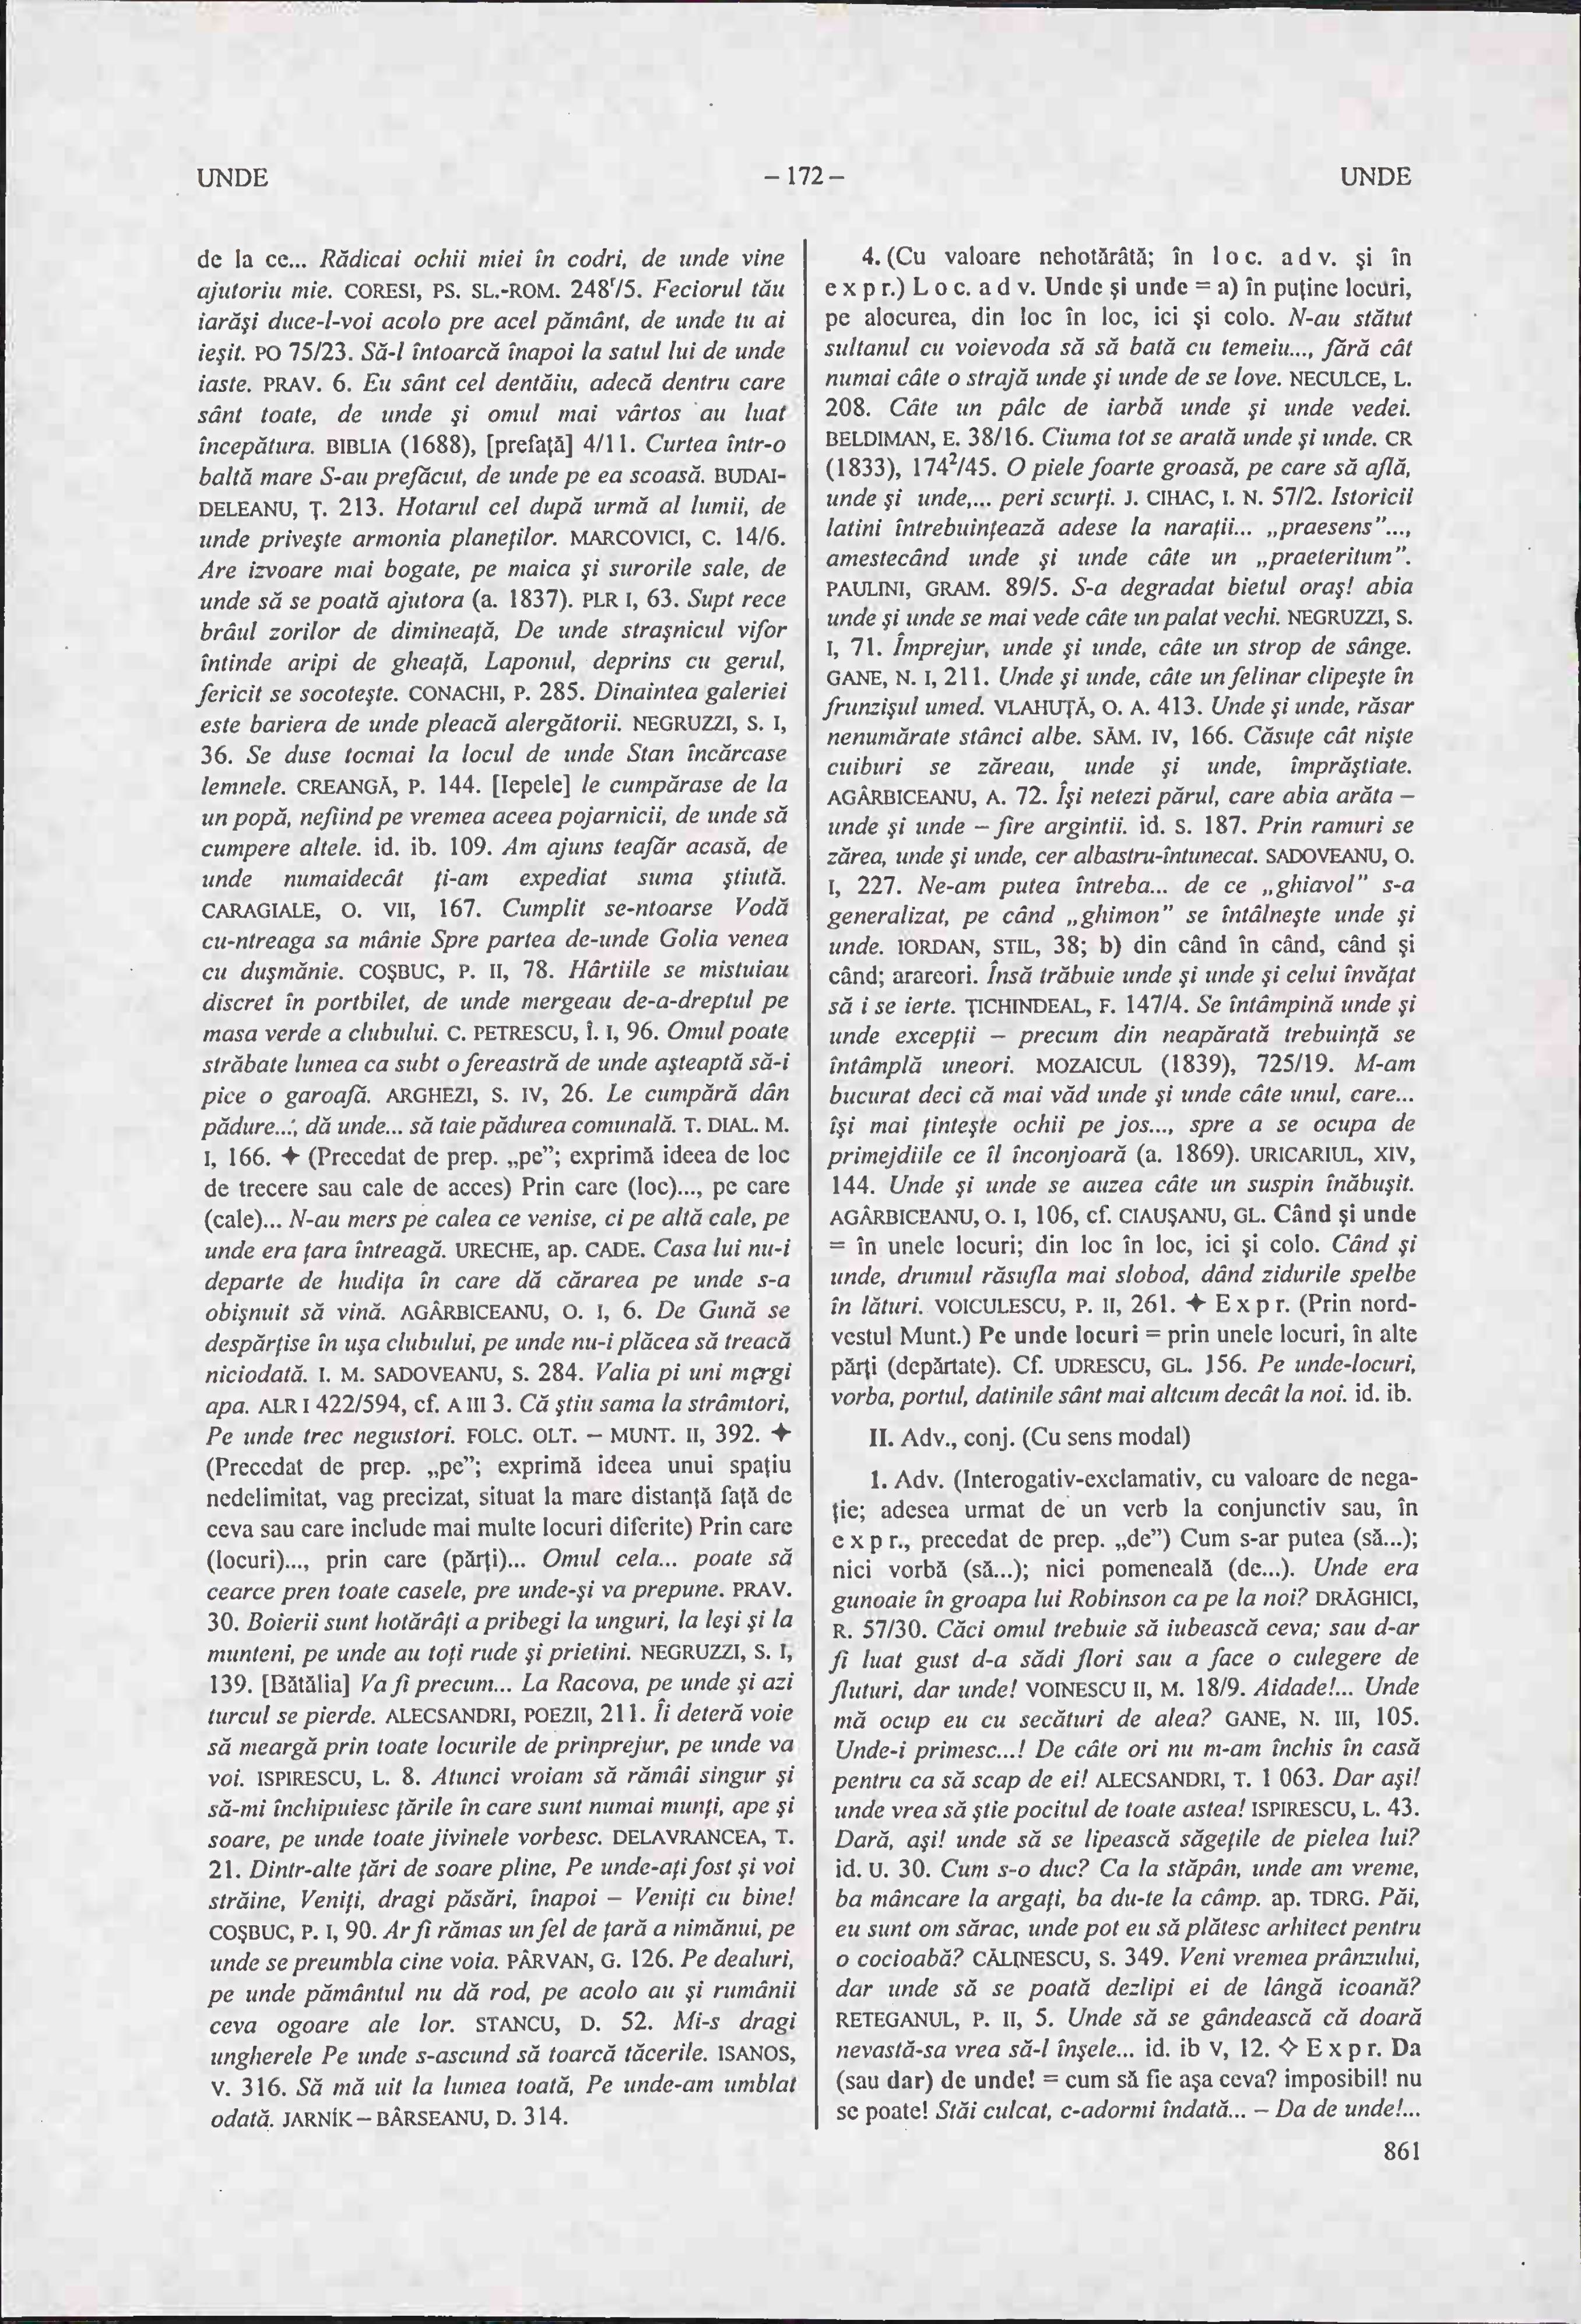 UNDE
– 172 –
UNDE
de la ce... Rădicai ochii miei în codri, de unde vine
ajutoriu mie. CORESI, PS. SL.-ROM. 248ʳ/5. Feciorul tău
iarăşi duce-l-voi acolo pre acel pământ, de unde tu ai
ieşit. PO 75/23. Să-l întoarcă înapoi la satul lui de unde
iaste. PRAV. 6. Eu sânt cel dentăiu, adecă dentru care
sânt toate, de unde şi omul mai vârtos au luat
începătura. BIBLIA (1688), [prefaţă] 4/11. Curtea într-o
baltă mare S-au prefăcut, de unde pe ea scoasă. BUDAI-
DELEANU, Ţ. 213. Hotarul cel după urmă al lumii, de
unde priveşte armonia planeţilor. MARCOVICI, C. 14/6.
Are izvoare mai bogate, pe maica şi surorile sale, de
unde să se poată ajutora (a. 1837). PLR I, 63. Supt rece
brâul zorilor de dimineaţă, De unde straşnicul vifor
întinde aripi de gheaţă, Laponul, deprins cu gerul,
fericit se socoteşte. CONACHI, P. 285. Dinaintea galeriei
este bariera de unde pleacă alergătorii. NEGRUZZI, S. I,
36. Se duse tocmai la locul de unde Stan încărcase
lemnele. CREANGĂ, P. 144. [Iepele] le cumpărase de la
un popă, nefiind pe vremea aceea pojarnicii, de unde să
cumpere altele. id. ib. 109. Am ajuns teafăr acasă, de
unde numaidecât ţi-am expediat suma ştiută.
CARAGIALE, O. VII, 167. Cumplit se-ntoarse Vodă
cu-ntreaga sa mânie Spre partea de-unde Golia venea
cu duşmănie. COŞBUC, P. II, 78. Hârtiile se mistuiau
discret în portbilet, de unde mergeau de-a-dreptul pe
masa verde a clubului. C. PETRESCU, Î. I, 96. Omul poate
străbate lumea ca subt o fereastră de unde aşteaptă să-i
pice o garoafă. ARGHEZI, S. IV, 26. Le cumpără dân
pădure..., dă unde... să taie pădurea comunală. T. DIAL. M.
I, 166. ✦ (Precedat de prep. „pe”; exprimă ideea de loc
de trecere sau cale de acces) Prin care (loc)..., pe care
(cale)... N-au mers pe calea ce venise, ci pe altă cale, pe
unde era ţara întreagă. URECHE, ap. CADE. Casa lui nu-i
departe de hudiţa în care dă cărarea pe unde s-a
obişnuit să vină. AGÂRBICEANU, O. I, 6. De Gună se
despărţise în uşa clubului, pe unde nu-i plăcea să treacă
niciodată. I. M. SADOVEANU, S. 284. Valia pi uni męrgi
apa. ALR I 422/594, cf. A III 3. Că ştiu sama la strâmtori,
Pe unde trec negustori. FOLC. OLT. – MUNT. II, 392. ✦
(Precedat de prep. „pe”; exprimă ideea unui spaţiu
nedelimitat, vag precizat, situat la mare distanţă faţă de
ceva sau care include mai multe locuri diferite) Prin care
(locuri)..., prin care (părţi)... Omul cela... poate să
cearce pren toate casele, pre unde-şi va prepune. PRAV.
30. Boierii sunt hotărâţi a pribegi la unguri, la leşi şi la
munteni, pe unde au toţi rude şi prietini. NEGRUZZI, S. I,
139. [Bătălia] Va fi precum... La Racova, pe unde şi azi
turcul se pierde. ALECSANDRI, POEZII, 211. Îi deteră voie
să meargă prin toate locurile de prinprejur, pe unde va
voi. ISPIRESCU, L. 8. Atunci vroiam să rămâi singur şi
să-mi închipuiesc ţările în care sunt numai munţi, ape şi
soare, pe unde toate jivinele vorbesc. DELAVRANCEA, T.
21. Dintr-alte ţări de soare pline, Pe unde-aţi fost şi voi
străine, Veniţi, dragi păsări, înapoi – Veniţi cu bine!
COŞBUC, P. I, 90. Ar fi rămas un fel de ţară a nimănui, pe
unde se preumbla cine voia. PÂRVAN, G. 126. Pe dealuri,
pe unde pământul nu dă rod, pe acolo au şi rumânii
ceva ogoare ale lor. STANCU, D. 52. Mi-s dragi
ungherele Pe unde s-ascund să toarcă tăcerile. ISANOS,
V. 316. Să mă uit la lumea toată, Pe unde-am umblat
odată. JARNÍK – BÂRSEANU, D. 314.
4. (Cu valoare nehotărâtă; în loc. adv. şi în
expr.) Loc. adv. Unde şi unde = a) în puţine locuri,
pe alocurea, din loc în loc, ici şi colo. N-au stătut
sultanul cu voievoda să să bată cu temeiu..., fără cât
numai câte o strajă unde şi unde de se love. NECULCE, L.
208. Câte un pâlc de iarbă unde şi unde vedei.
BELDIMAN, E. 38/16. Ciuma tot se arată unde şi unde. CR
(1833), 174²/45. O piele foarte groasă, pe care să află,
unde şi unde,... peri scurţi. J. CIHAC, I. N. 57/2. Istoricii
latini întrebuinţează adese la naraţii... „praesens”...,
amestecând unde şi unde câte un „praeteritum”.
PAULINI, GRAM. 89/5. S-a degradat bietul oraş! abia
unde şi unde se mai vede câte un palat vechi. NEGRUZZI, S.
I, 71. Împrejur, unde şi unde, câte un strop de sânge.
GANE, N. I, 211. Unde şi unde, câte un felinar clipeşte în
frunzişul umed. VLAHUŢĂ, O. A. 413. Unde şi unde, răsar
nenumărate stânci albe. SĂM. IV, 166. Căsuţe cât nişte
cuiburi se zăreau, unde şi unde, împrăştiate.
AGÂRBICEANU, A. 72. Îşi netezi părul, care abia arăta –
unde şi unde – fire argintii. id. S. 187. Prin ramuri se
zărea, unde şi unde, cer albastru-întunecat. SADOVEANU, O.
I, 227. Ne-am putea întreba... de ce „ghiavol” s-a
generalizat, pe când „ghimon” se întâlneşte unde şi
unde. IORDAN, STIL, 38; b) din când în când, când şi
când; arareori. Însă trăbuie unde şi unde şi celui învăţat
să i se ierte. ŢICHINDEAL, F. 147/4. Se întâmpină unde şi
unde excepţii – precum din neapărată trebuinţă se
întâmplă uneori. MOZAICUL (1839), 725/19. M-am
bucurat deci că mai văd unde şi unde câte unul, care...
îşi mai ţinteşte ochii pe jos..., spre a se ocupa de
primejdiile ce îl înconjoară (a. 1869). URICARIUL, XIV,
144. Unde şi unde se auzea câte un suspin înăbuşit.
AGÂRBICEANU, O. I, 106, cf. CIAUŞANU, GL. Când şi unde
= în unele locuri; din loc în loc, ici şi colo. Când şi
unde, drumul răsufla mai slobod, dând zidurile spelbe
în lături. VOICULESCU, P. II, 261. ✦ Expr. (Prin nord-
vestul Munt.) Pe unde locuri = prin unele locuri, în alte
părţi (depărtate). Cf. UDRESCU, GL. 156. Pe unde-locuri,
vorba, portul, datinile sânt mai altcum decât la noi. id. ib.
II. Adv., conj. (Cu sens modal)
1. Adv. (Interogativ-exclamativ, cu valoare de nega-
ţie; adesea urmat de un verb la conjunctiv sau, în
expr., precedat de prep. „de”) Cum s-ar putea (să...);
nici vorbă (să...); nici pomeneală (de...). Unde era
gunoaie în groapa lui Robinson ca pe la noi? DRĂGHICI,
R. 57/30. Căci omul trebuie să iubească ceva; sau d-ar
fi luat gust d-a sădi flori sau a face o culegere de
fluturi, dar unde! VOINESCU II, M. 18/9. Aidade!... Unde
mă ocup eu cu secături de alea? GANE, N. III, 105.
Unde-i primesc...! De câte ori nu m-am închis în casă
pentru ca să scap de ei! ALECSANDRI, T. 1 063. Dar aşi!
unde vrea să ştie pocitul de toate astea! ISPIRESCU, L. 43.
Dară, aşi! unde să se lipească săgeţile de pielea lui?
id. U. 30. Cum s-o duc? Ca la stăpân, unde am vreme,
ba mâncare la argaţi, ba du-te la câmp. ap. TDRG. Păi,
eu sunt om sărac, unde pot eu să plătesc arhitect pentru
o cocioabă? CĂLINESCU, S. 349. Veni vremea prânzului,
dar unde să se poată dezlipi ei de lângă icoană?
RETEGANUL, P. II, 5. Unde să se gândească că doară
nevastă-sa vrea să-l înşele... id. ib V, 12. ✧ Expr. Da
(sau dar) de unde! = cum să fie aşa ceva? imposibil! nu
se poate! Stăi culcat, c-adormi îndată... – Da de unde!...
861